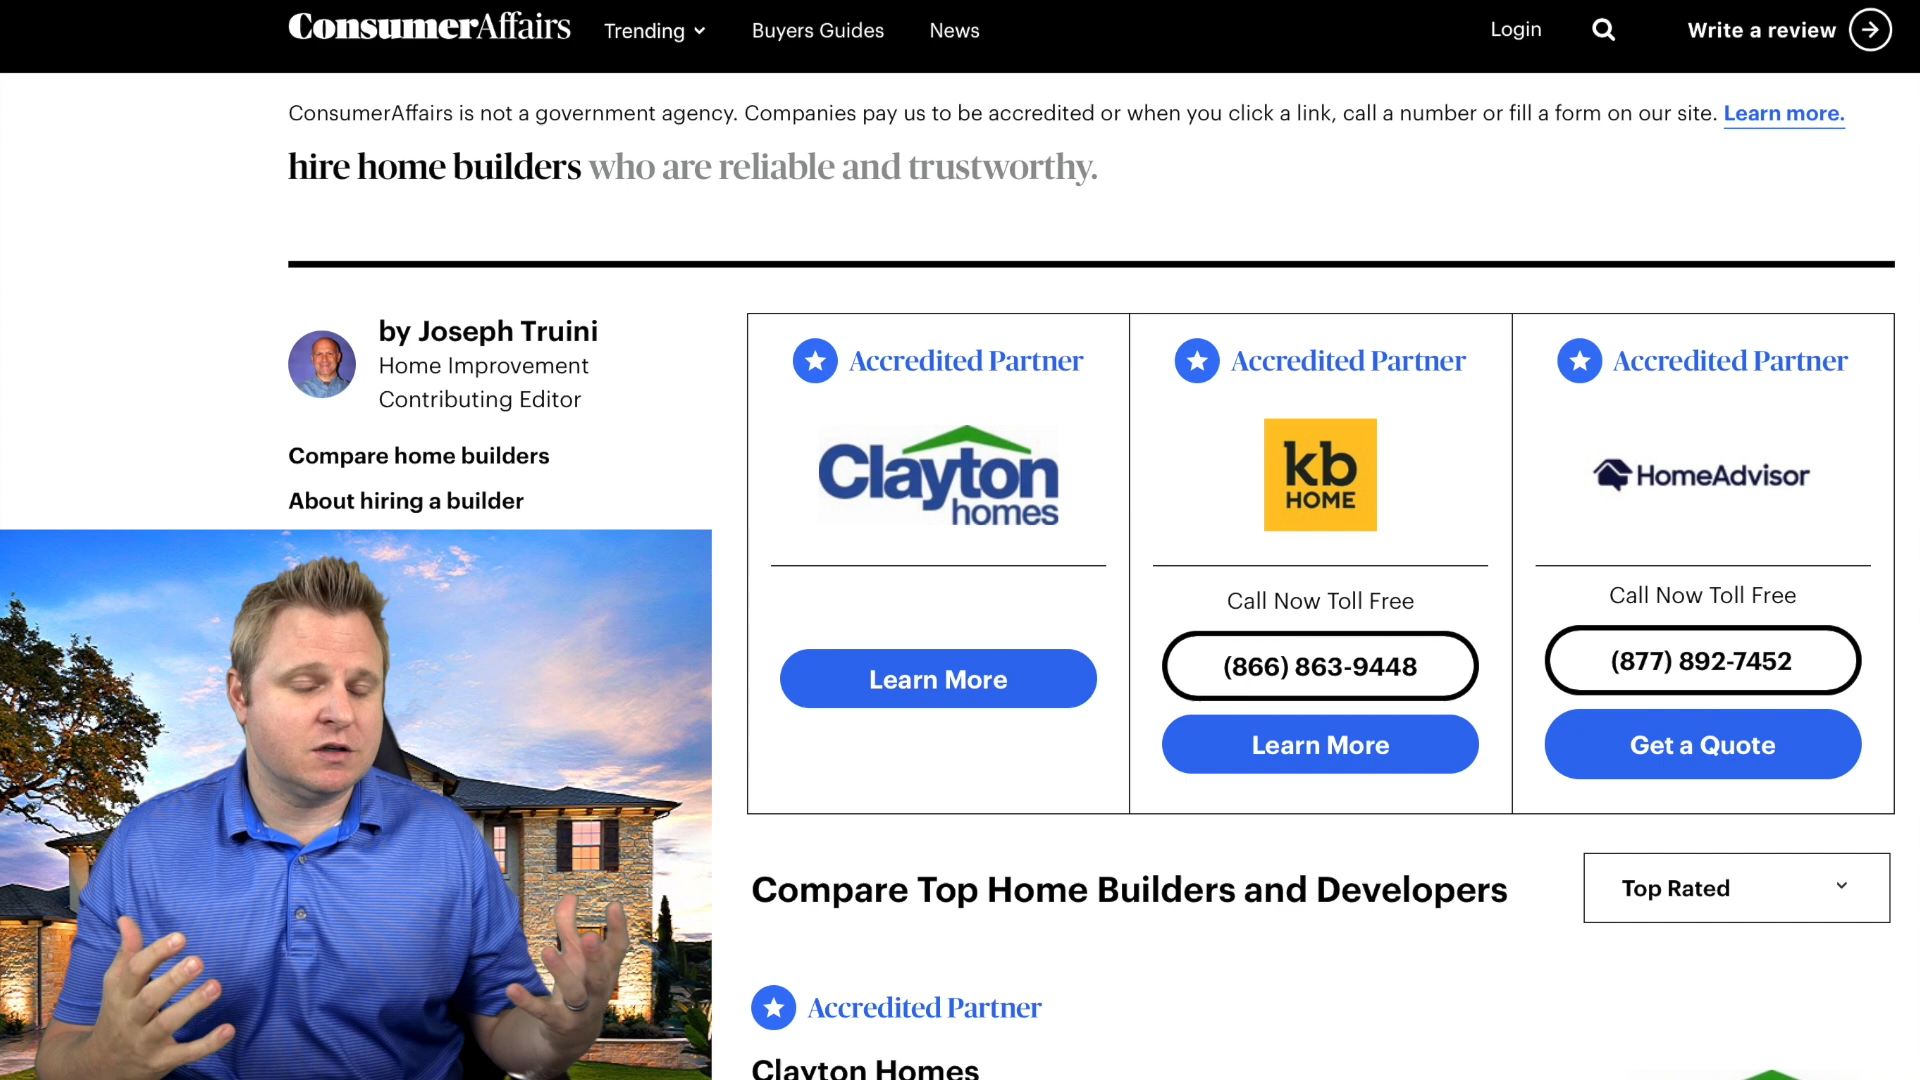 ConsumerAffairs Trending Buyers Guides News Login Write a review
ConsumerAffairs is not a government agency. Companies pay us to be accredited or when you click a link, call a number or fill a form on our site. Learn more.
hire home builders who are reliable and trustworthy.
by Joseph Truini
Home Improvement
Contributing Editor
Compare home builders
About hiring a builder
Accredited Partner
Clayton
homes
Learn More
Accredited Partner
kb
HOME
Call Now Toll Free
(866) 863-9448
Learn More
Accredited Partner
HomeAdvisor
Call Now Toll Free
(877) 892-7452
Get a Quote
Compare Top Home Builders and Developers
Top Rated
Accredited Partner
Clayton Homes